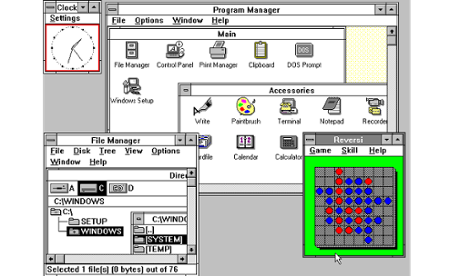 Clock
Settings
Program Manager
File Options Window Help
Main
File Manager Control Panel Print Manager Clipboard DOS Prompt
Windows Setup
Accessories
Write Paintbrush Terminal Notepad Recorder
Cardfile Calendar Calculator
File Manager
File Disk Tree View Options
Window Help
Direc
A C D
C:\WINDOWS
C:\
SETUP
WINDOWS
C:\WINDO
[..]
[SYSTEM]
[TEMP]
Selected 1 file(s) (0 bytes) out of 76
Reversi
Game Skill Help